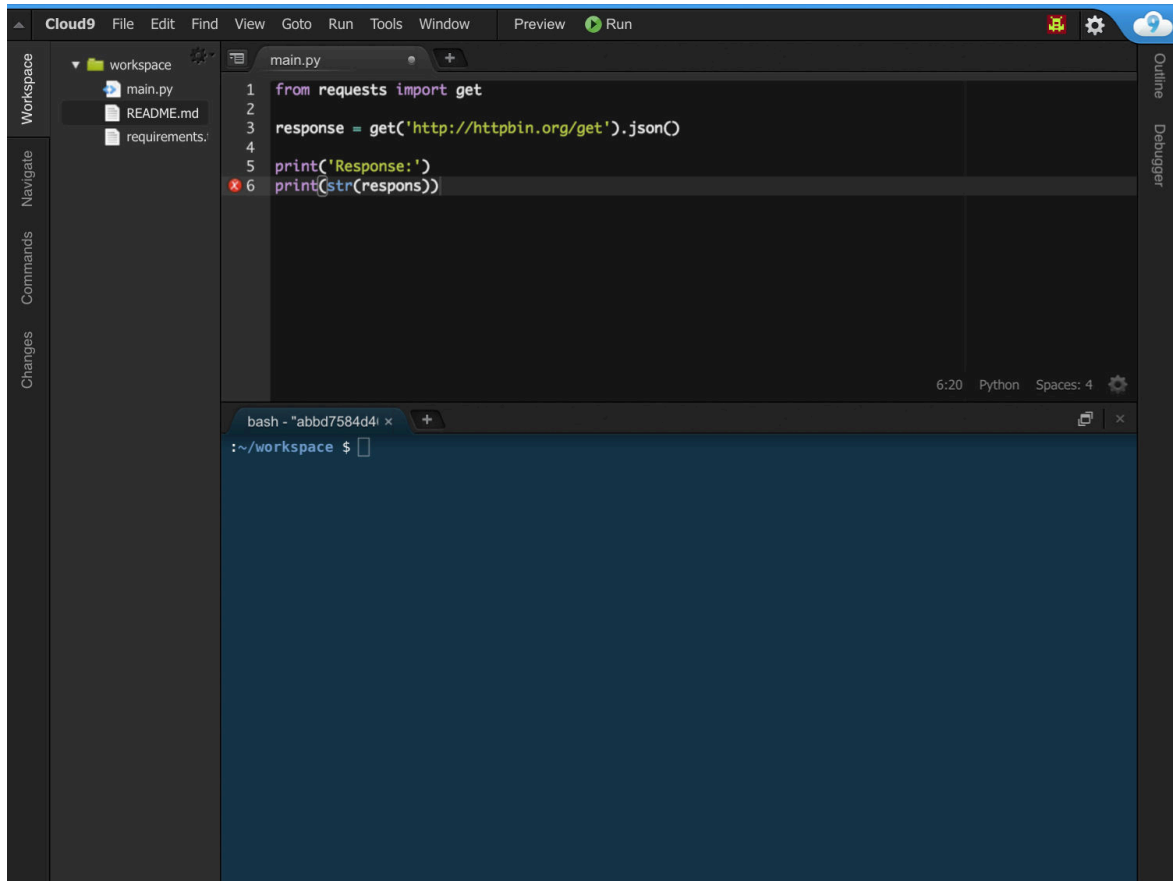 Cloud9 File Edit Find View Goto Run Tools Window Preview Run
Workspace
Navigate
Commands
Changes
workspace
main.py
README.md
requirements.
main.py
1 from requests import get
2
3 response = get('http://httpbin.org/get').json()
4
5 print('Response:')
6 print(str(respons))
6:20 Python Spaces: 4
bash - "abbd7584d4
:~/workspace $
9
Outline
Debugger